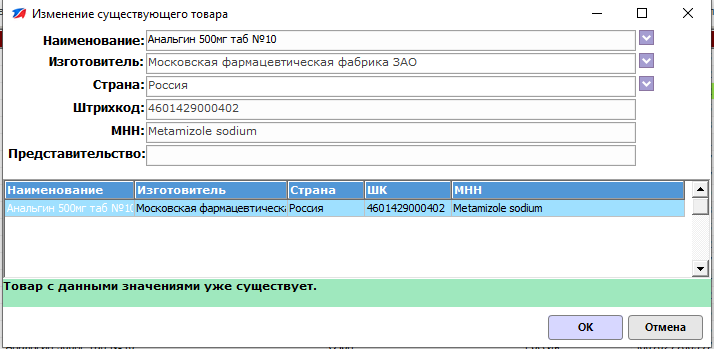 Изменение существующего товара
Наименование: Анальгин 500мг таб №10
Изготовитель: Московская фармацевтическая фабрика ЗАО
Страна: Россия
Штрихкод: 4601429000402
МНН: Metamizole sodium
Представительство:
Наименование Изготовитель Страна ШК МНН
Анальгин 500мг таб №10 Московская фармацевтическа Россия 4601429000402 Metamizole sodium
Товар с данными значениями уже существует.
ОК Отмена